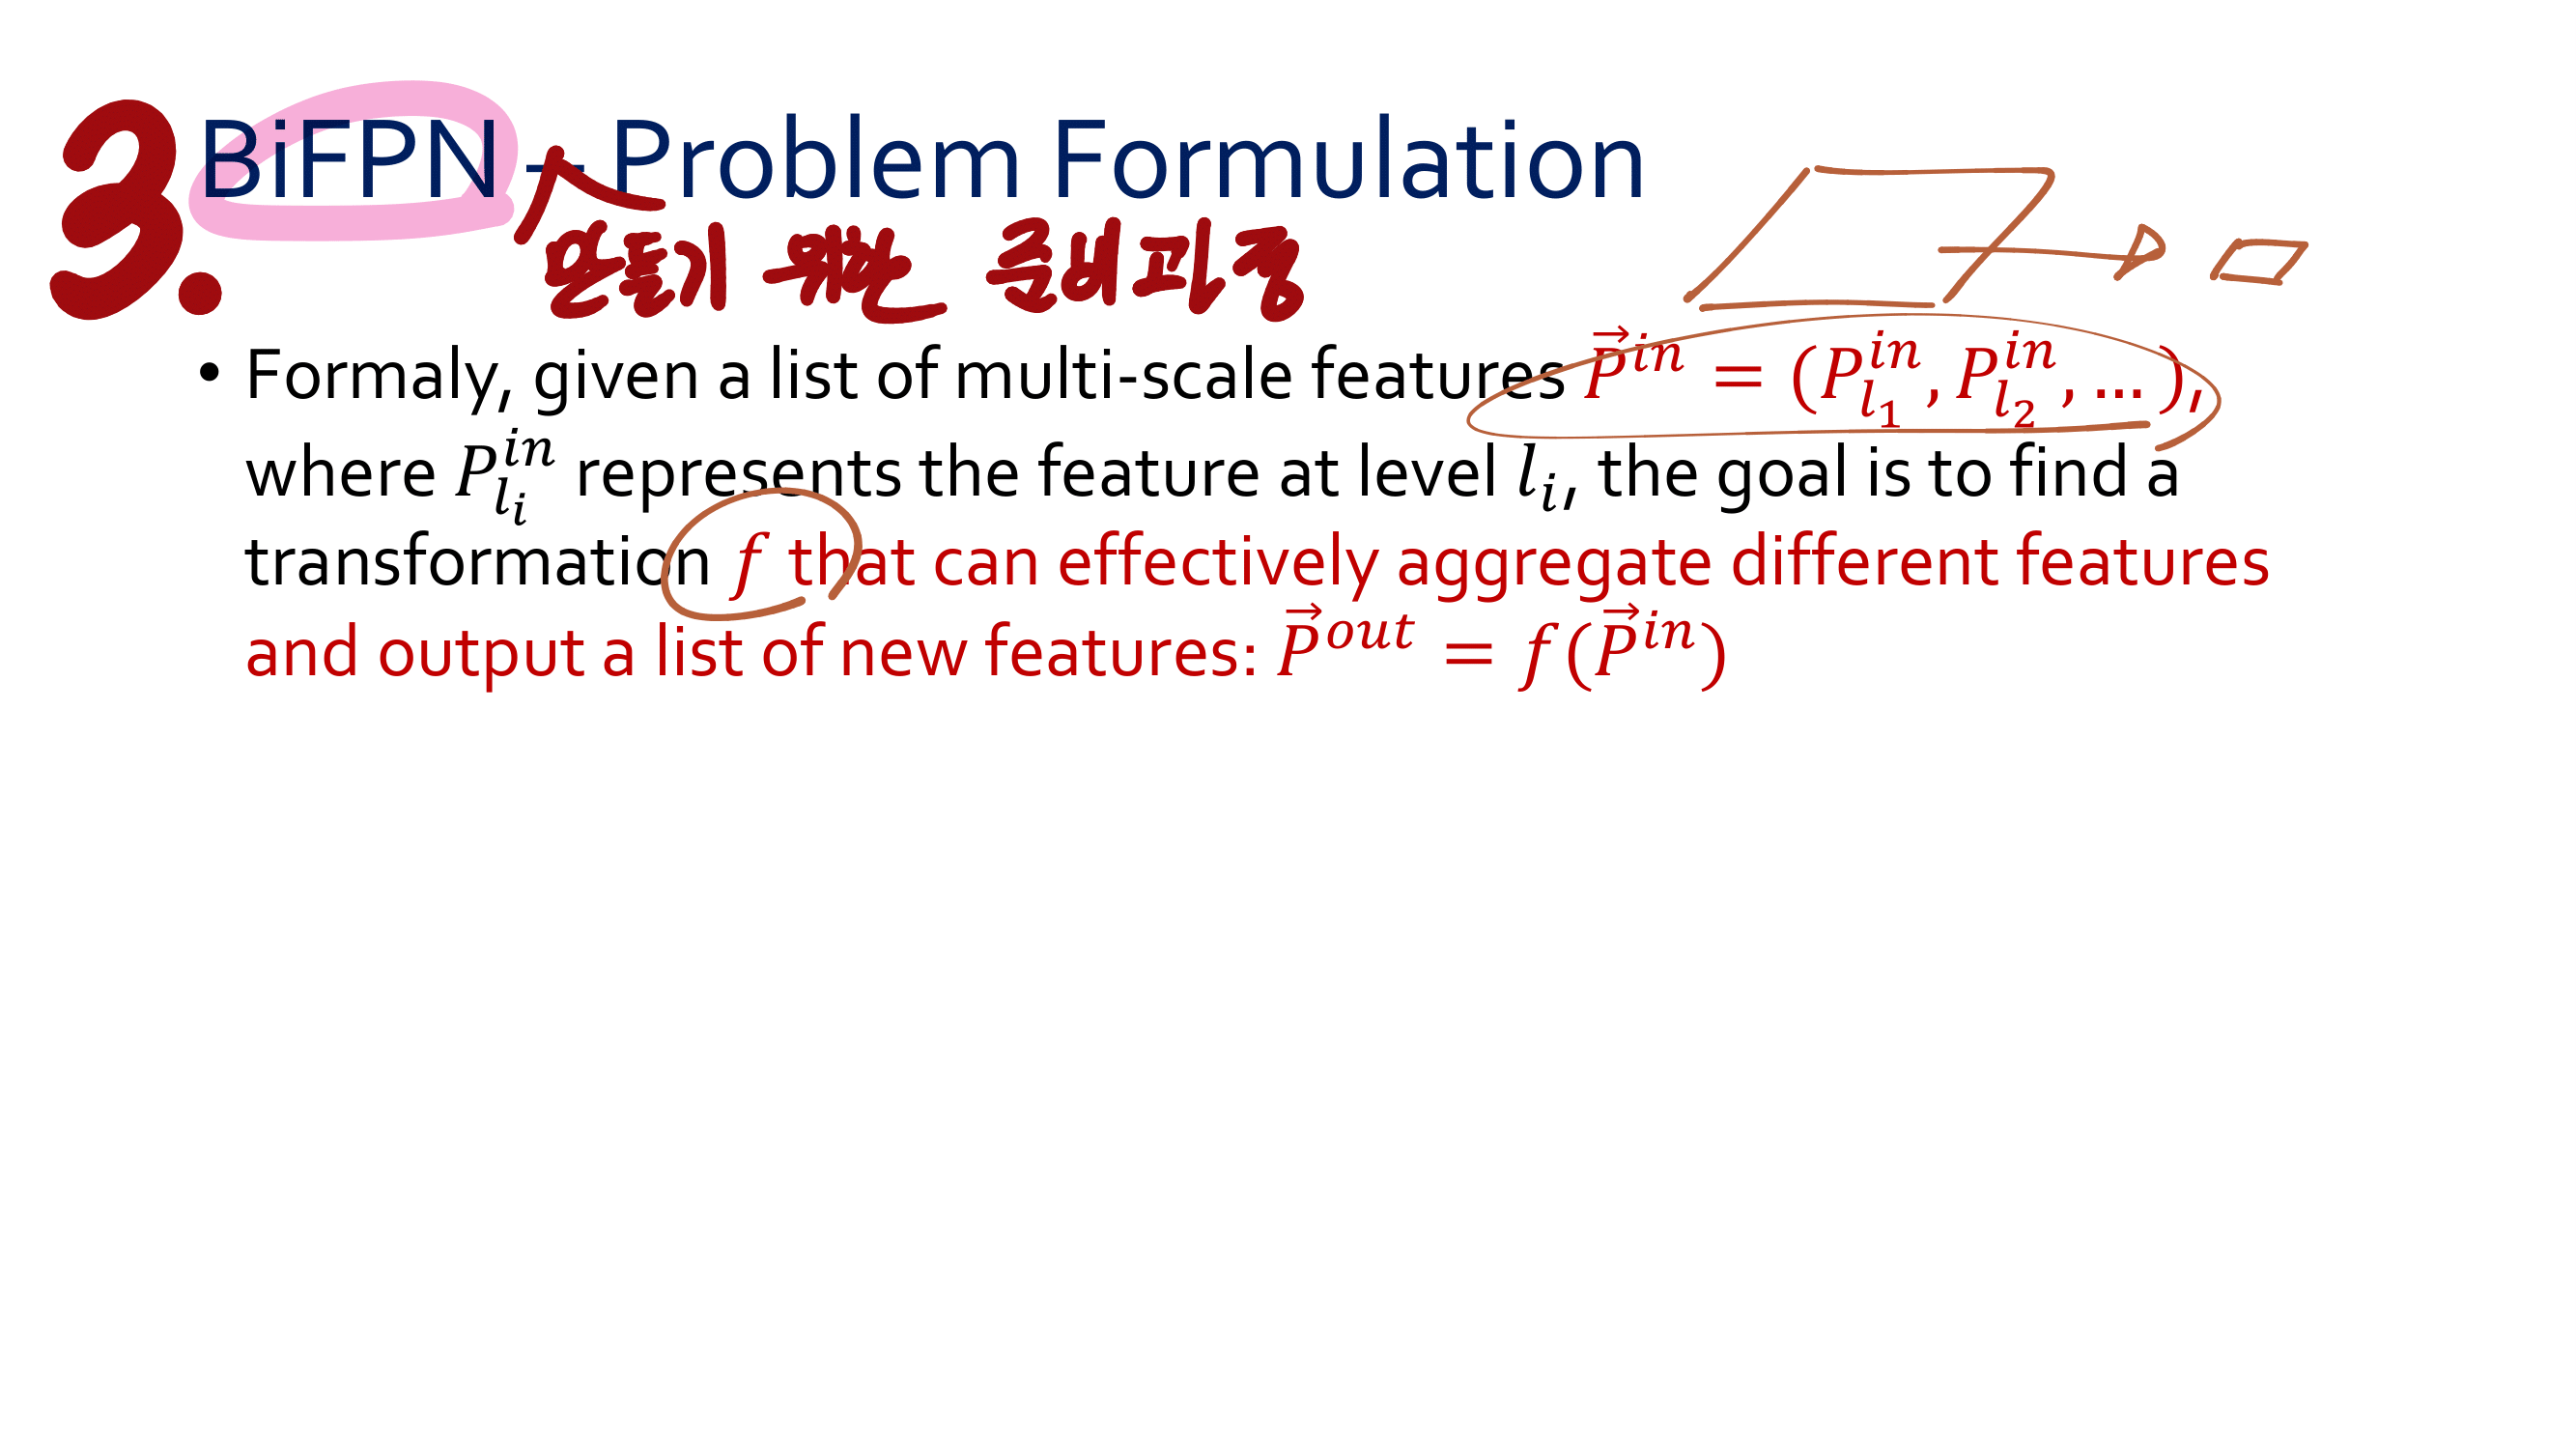 3. BiFPN – Problem Formulation
만들기 위한 준비과정
• Formaly, given a list of multi-scale features $\vec{P}^{in} = (P_{l_1}^{in}, P_{l_2}^{in}, ...)$,
where $P_{l_i}^{in}$ represents the feature at level $l_i$, the goal is to find a
transformation $f$ that can effectively aggregate different features
and output a list of new features: $\vec{P}^{out} = f(\vec{P}^{in})$